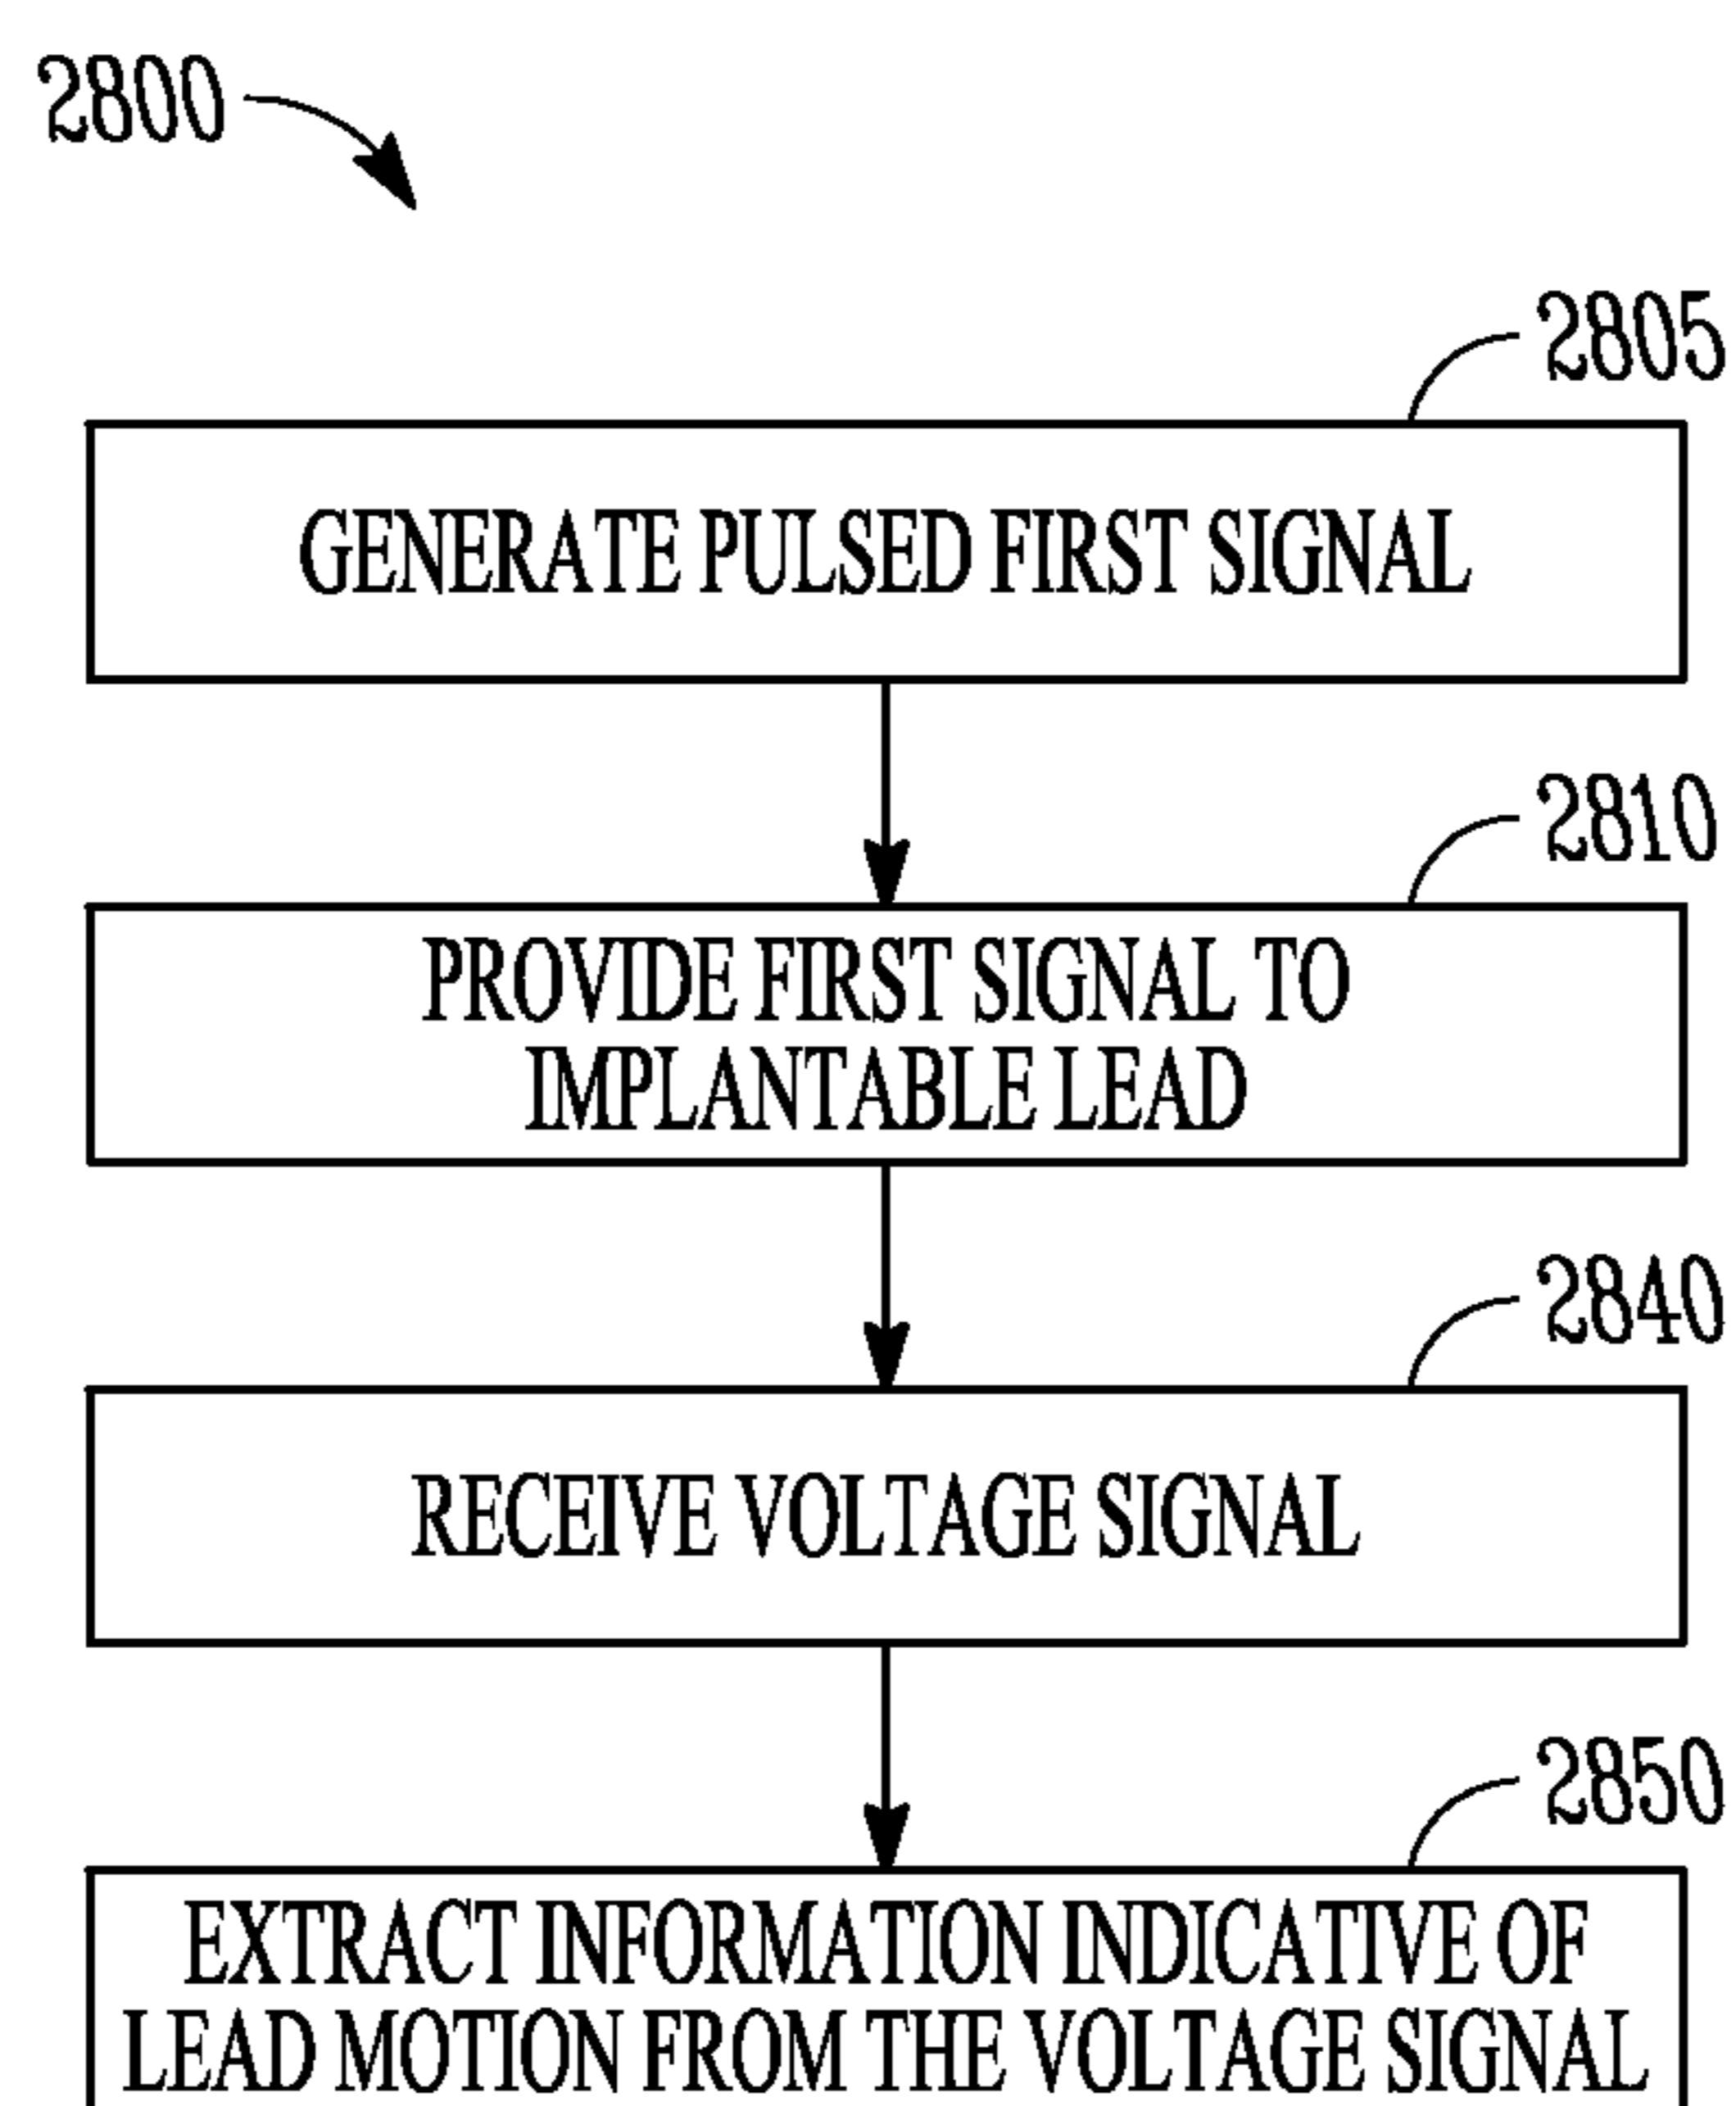 2800
2805
GENERATE PULSED FIRST SIGNAL
2810
PROVIDE FIRST SIGNAL TO
IMPLANTABLE LEAD
2840
RECEIVE VOLTAGE SIGNAL
2850
EXTRACT INFORMATION INDICATIVE OF
LEAD MOTION FROM THE VOLTAGE SIGNAL